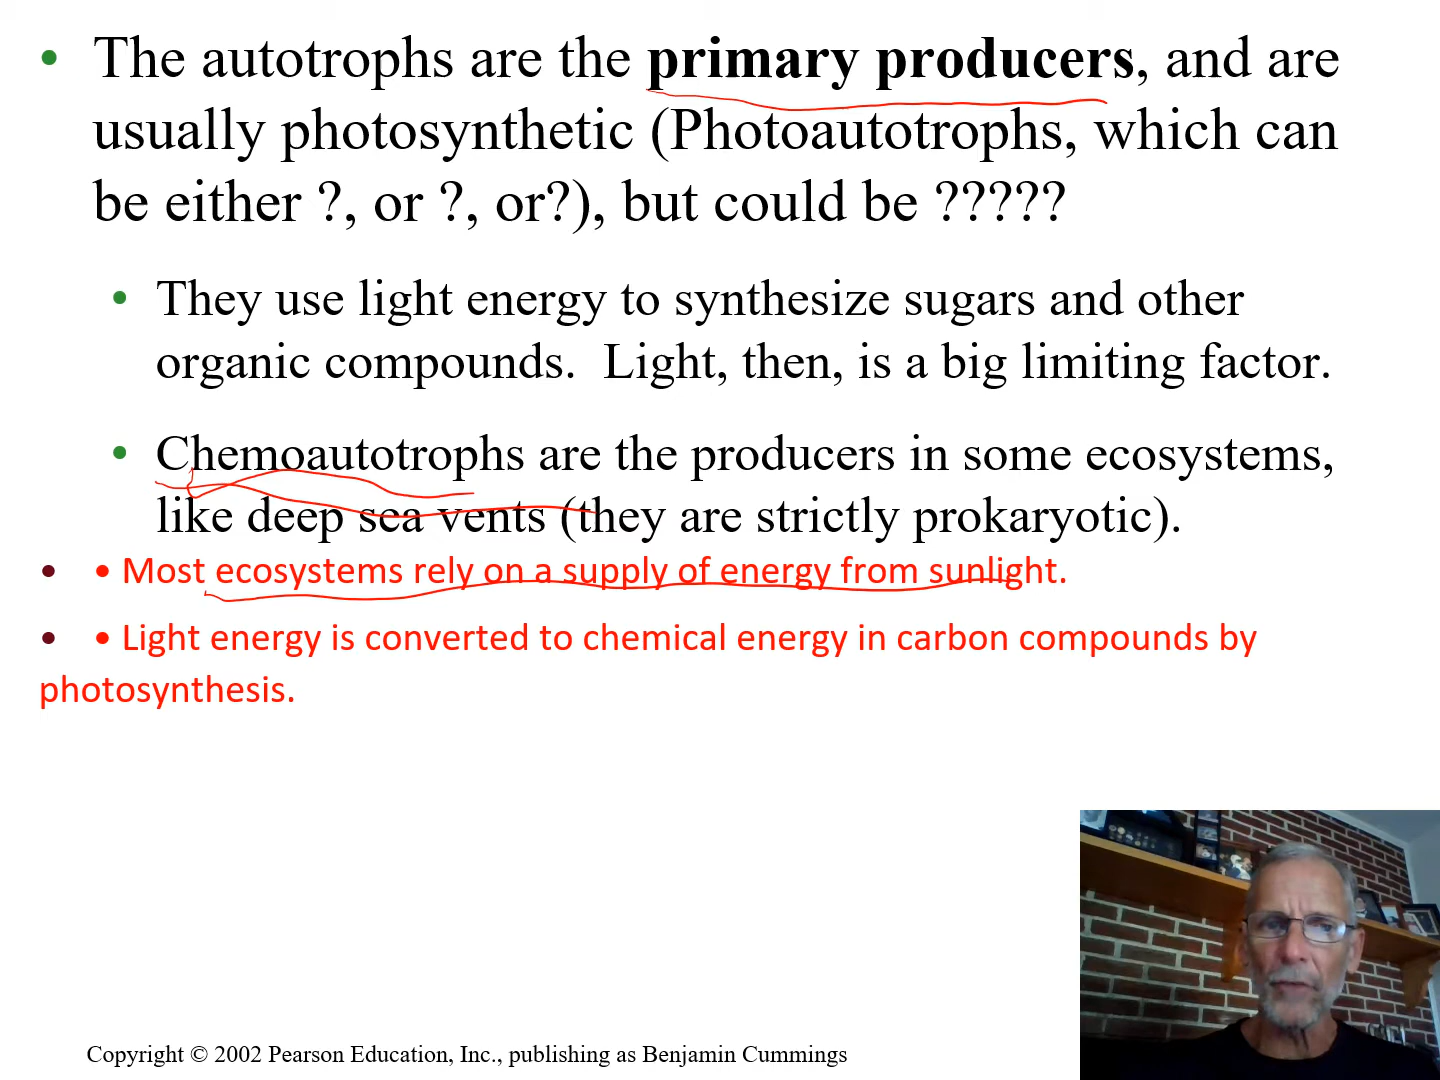 • The autotrophs are the primary producers, and are
usually photosynthetic (Photoautotrophs, which can
be either ?, or ?, or?), but could be ?????
• They use light energy to synthesize sugars and other
organic compounds.  Light, then, is a big limiting factor.
• Chemoautotrophs are the producers in some ecosystems,
like deep sea vents (they are strictly prokaryotic).
• • Most ecosystems rely on a supply of energy from sunlight.
• • Light energy is converted to chemical energy in carbon compounds by
photosynthesis.
Copyright © 2002 Pearson Education, Inc., publishing as Benjamin Cummings